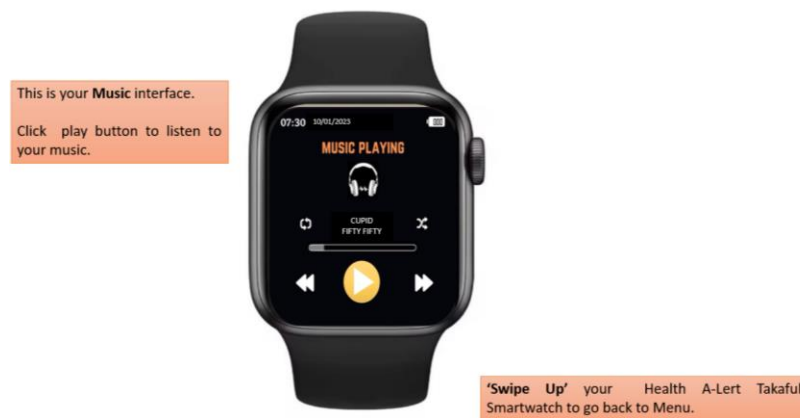 This is your Music interface.
Click play button to listen to
your music.
07:30 10/01/2023
MUSIC PLAYING
CUPID
FIFTY FIFTY
'Swipe Up' your Health A-Lert Takaful
Smartwatch to go back to Menu.